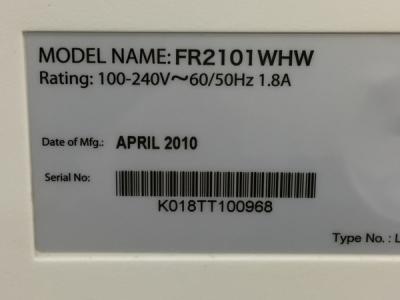 MODEL NAME: FR2101WHW
Rating: 100-240V～60/50Hz 1.8A
Date of Mfg.: APRIL 2010
Serial No:
K018TT100968
Type No.: L